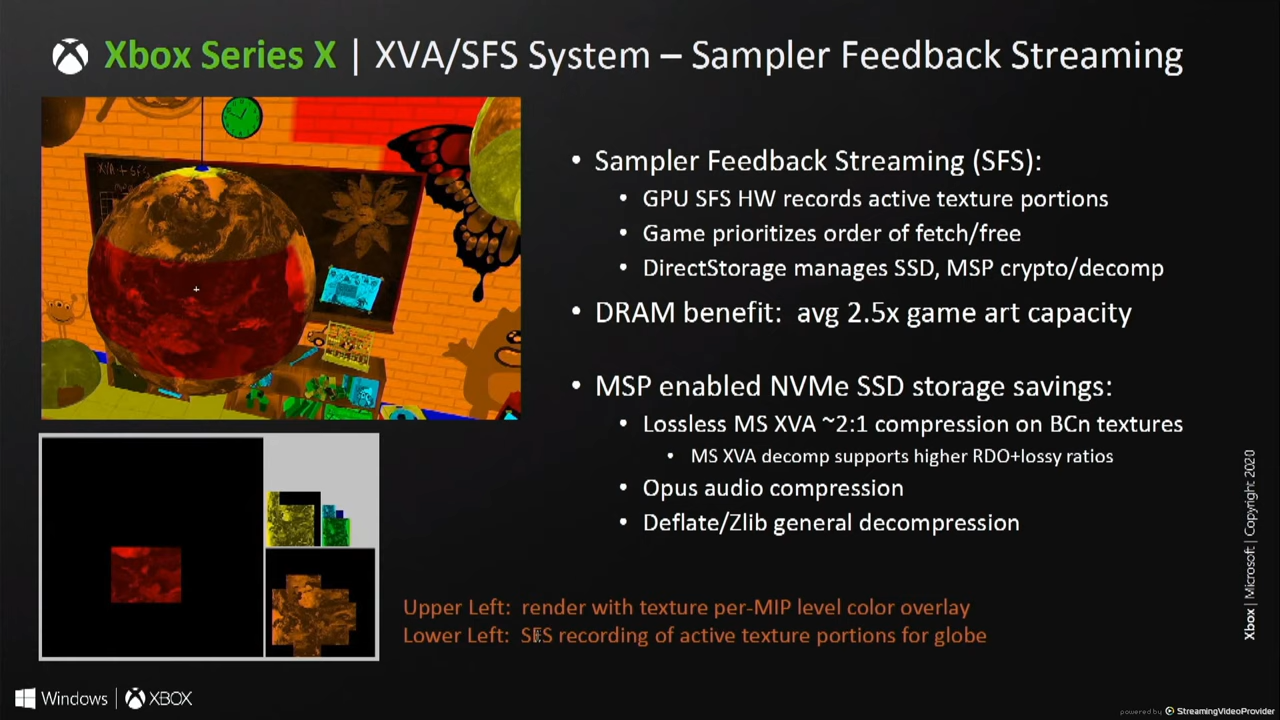 Xbox Series X | XVA/SFS System – Sampler Feedback Streaming
XVA + SFS
• Sampler Feedback Streaming (SFS):
• GPU SFS HW records active texture portions
• Game prioritizes order of fetch/free
• DirectStorage manages SSD, MSP crypto/decomp
• DRAM benefit: avg 2.5x game art capacity
• MSP enabled NVMe SSD storage savings:
• Lossless MS XVA ~2:1 compression on BCn textures
• MS XVA decomp supports higher RDO+lossy ratios
• Opus audio compression
• Deflate/Zlib general decompression
Upper Left: render with texture per-MIP level color overlay
Lower Left: SFS recording of active texture portions for globe
Xbox | Microsoft | Copyright 2020
Windows | XBOX
powered by StreamingVideoProvider